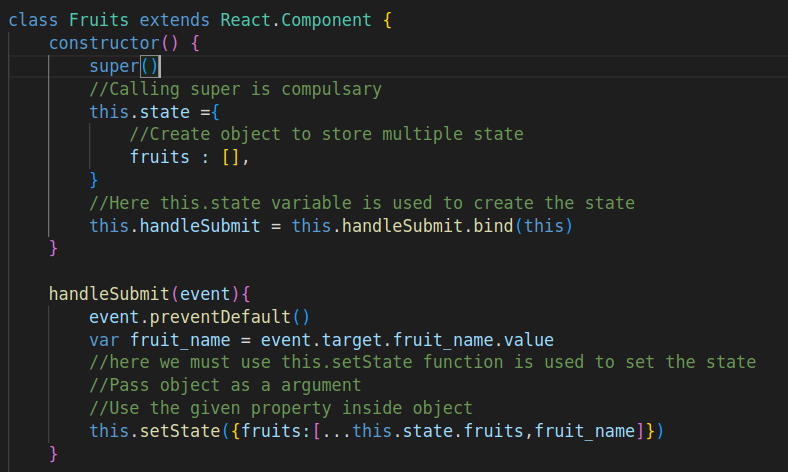 class Fruits extends React.Component {
    constructor() {
        super()
        //Calling super is compulsary
        this.state ={
            //Create object to store multiple state
            fruits : [],
        }
        //Here this.state variable is used to create the state
        this.handleSubmit = this.handleSubmit.bind(this)
    }

    handleSubmit(event){
        event.preventDefault()
        var fruit_name = event.target.fruit_name.value
        //here we must use this.setState function is used to set the state
        //Pass object as a argument
        //Use the given property inside object
        this.setState({fruits:[...this.state.fruits,fruit_name]})
    }